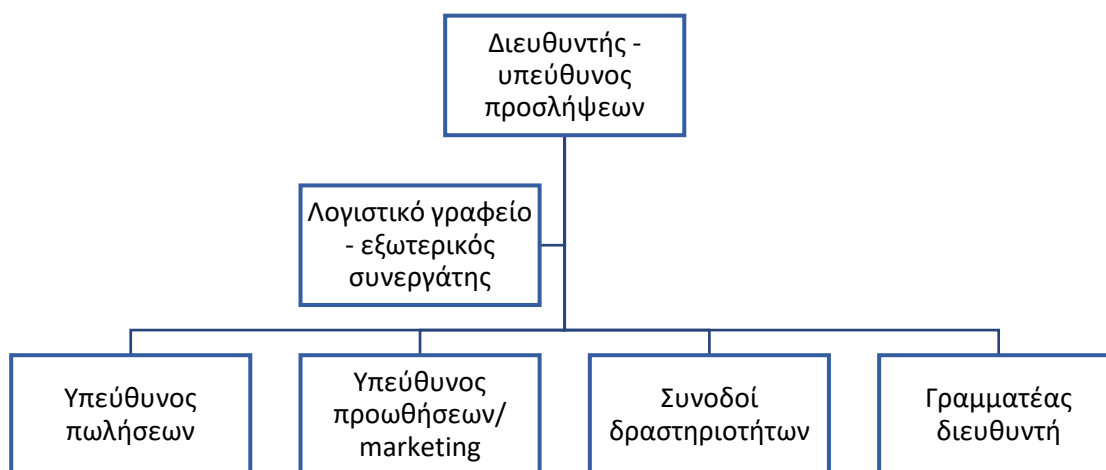 Διευθυντής -
υπεύθυνος
προσλήψεων
Λογιστικό γραφείο
- εξωτερικός
συνεργάτης
Υπεύθυνος
πωλήσεων
Υπεύθυνος
προωθήσεων/
marketing
Συνοδοί
δραστηριοτήτων
Γραμματέας
διευθυντή